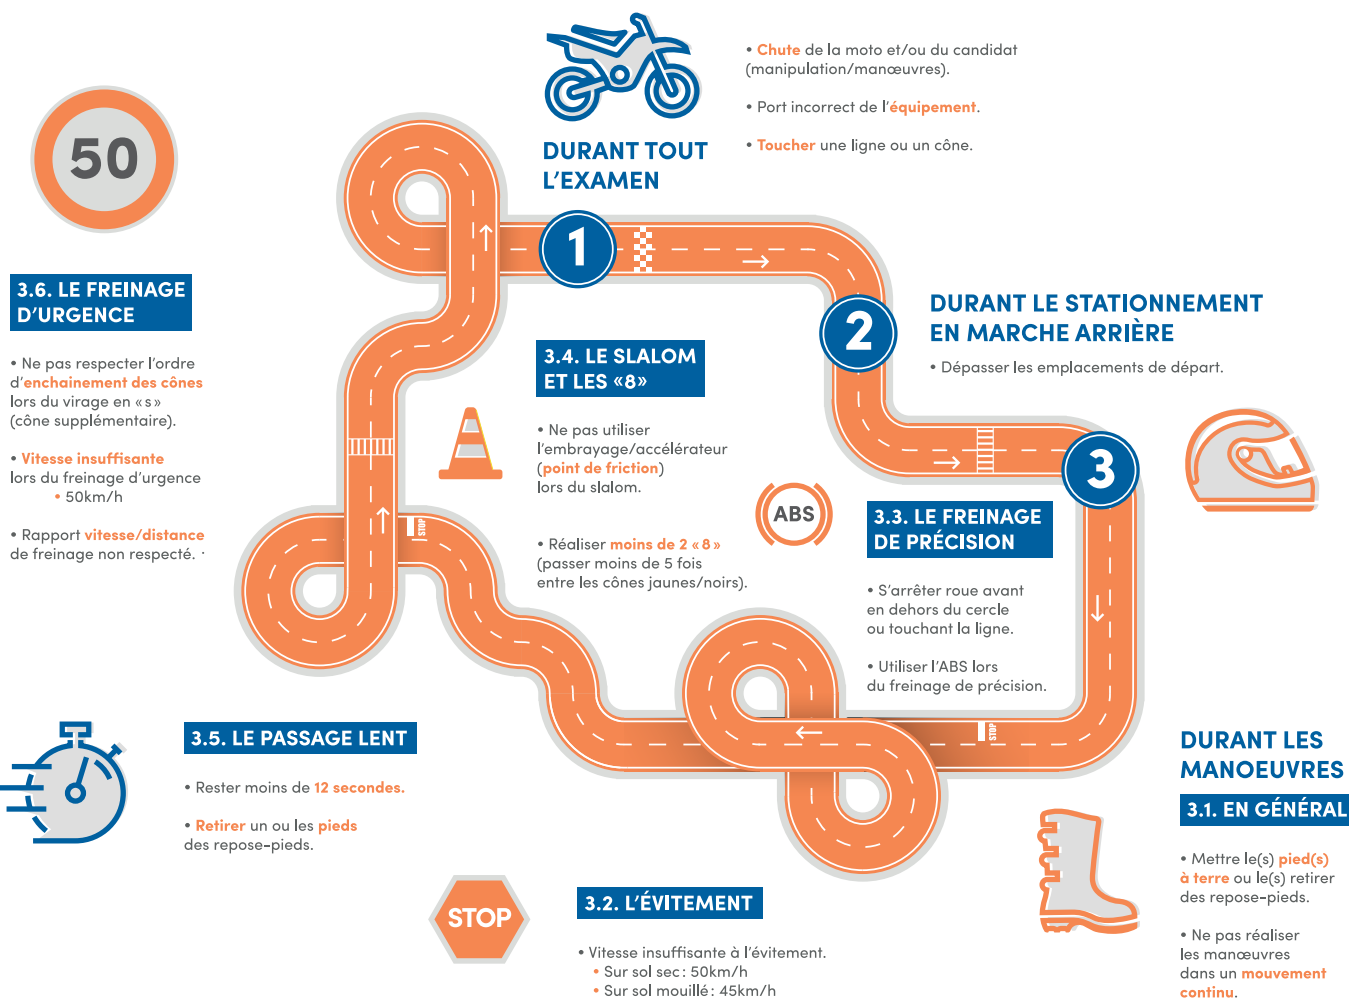 • Chute de la moto et/ou du candidat
(manipulation/manœuvres).
• Port incorrect de l'équipement.
• Toucher une ligne ou un cône.
DURANT TOUT
L'EXAMEN
50
1
2
DURANT LE STATIONNEMENT
EN MARCHE ARRIÈRE
• Dépasser les emplacements de départ.
3
3.6. LE FREINAGE
D'URGENCE
• Ne pas respecter l'ordre
d'enchainement des cônes
lors du virage en «s»
(cône supplémentaire).
• Vitesse insuffisante
lors du freinage d'urgence
• 50km/h
• Rapport vitesse/distance
de freinage non respecté.
3.4. LE SLALOM
ET LES «8»
• Ne pas utiliser
l'embrayage/accélérateur
(point de friction)
lors du slalom.
• Réaliser moins de 2 «8»
(passer moins de 5 fois
entre les cônes jaunes/noirs).
ABS
3.3. LE FREINAGE
DE PRÉCISION
• S'arrêter roue avant
en dehors du cercle
ou touchant la ligne.
• Utiliser l'ABS lors
du freinage de précision.
STOP
STOP
3.5. LE PASSAGE LENT
• Rester moins de 12 secondes.
• Retirer un ou les pieds
des repose-pieds.
STOP
3.2. L'ÉVITEMENT
• Vitesse insuffisante à l'évitement.
• Sur sol sec : 50km/h
• Sur sol mouillé : 45km/h
DURANT LES
MANOEUVRES
3.1. EN GÉNÉRAL
• Mettre le(s) pied(s)
à terre ou le(s) retirer
des repose-pieds.
• Ne pas réaliser
les manœuvres
dans un mouvement
continu.